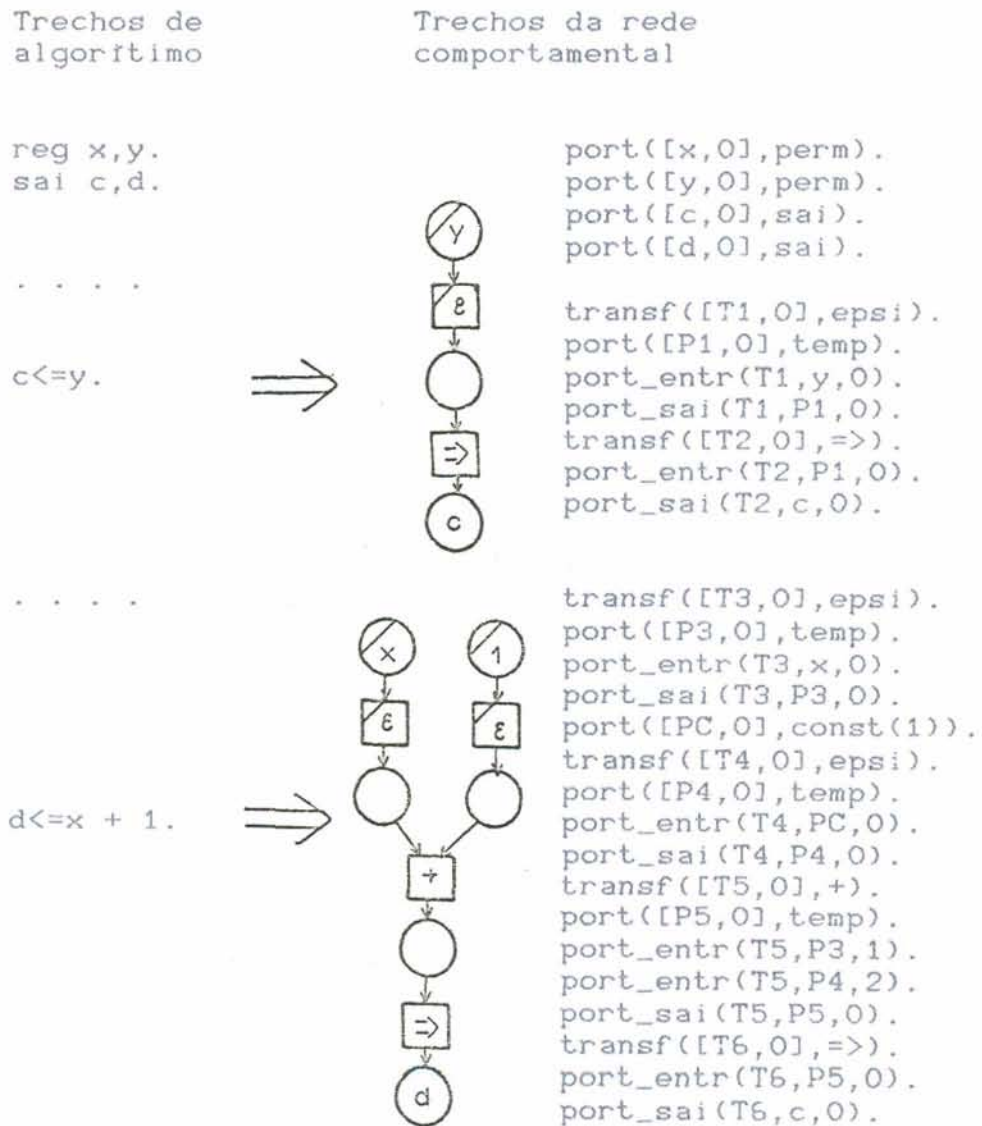 Trechos de
algorítimo
Trechos da rede
comportamental
reg x,y.
sai c,d.
port([x,0],perm).
port([y,0],perm).
port([c,0],sai).
port([d,0],sai).
. . . .
c<=y.
y
ε
=>
c
transf([T1,0],epsi).
port([P1,0],temp).
port_entr(T1,y,0).
port_sai(T1,P1,0).
transf([T2,0],=>).
port_entr(T2,P1,0).
port_sai(T2,c,0).
. . . .
d<=x + 1.
x 1
ε ε
+
=>
d
transf([T3,0],epsi).
port([P3,0],temp).
port_entr(T3,x,0).
port_sai(T3,P3,0).
port([PC,0],const(1)).
transf([T4,0],epsi).
port([P4,0],temp).
port_entr(T4,PC,0).
port_sai(T4,P4,0).
transf([T5,0],+).
port([P5,0],temp).
port_entr(T5,P3,1).
port_entr(T5,P4,2).
port_sai(T5,P5,0).
transf([T6,0],=>).
port_entr(T6,P5,0).
port_sai(T6,c,0).